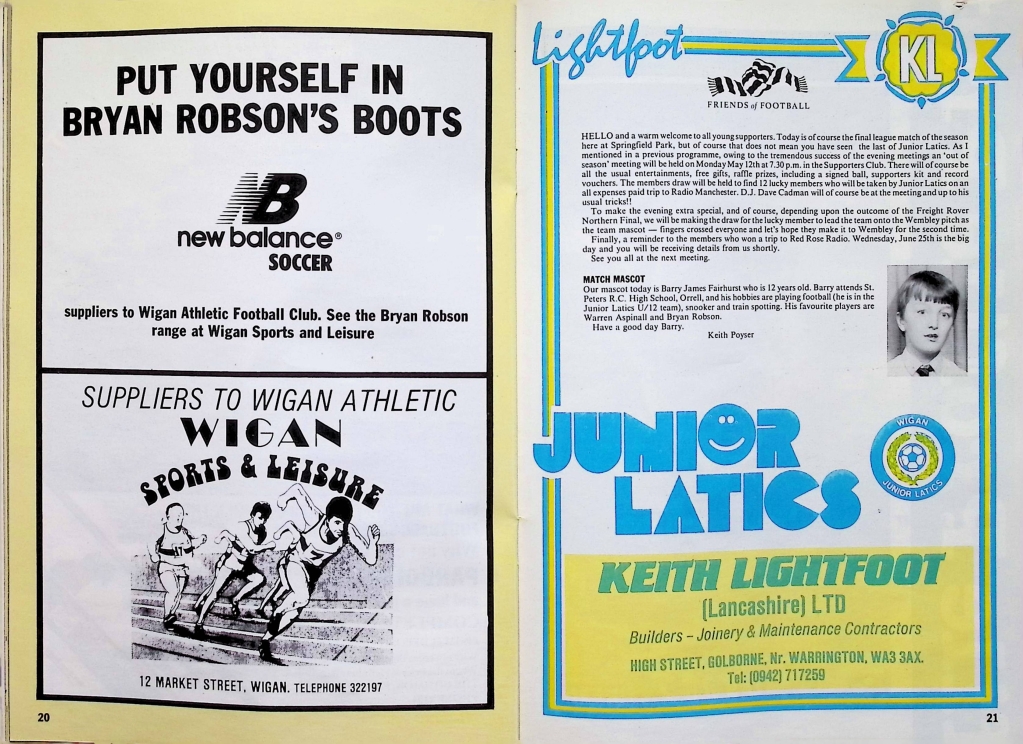 PUT YOURSELF IN
BRYAN ROBSON'S BOOTS
NB
new balance®
SOCCER
suppliers to Wigan Athletic Football Club. See the Bryan Robson
range at Wigan Sports and Leisure
SUPPLIERS TO WIGAN ATHLETIC
WIGAN
SPORTS & LEISURE
12 MARKET STREET, WIGAN. TELEPHONE 322197
20
Lightfoot
KL
FRIENDS of FOOTBALL
HELLO and a warm welcome to all young supporters. Today is of course the final league match of the season
here at Springfield Park, but of course that does not mean you have seen the last of Junior Latics. As I
mentioned in a previous programme, owing to the tremendous success of the evening meetings an 'out of
season' meeting will be held on Monday May 12th at 7.30 p.m. in the Supporters Club. There will of course be
all the usual entertainments, free gifts, raffle prizes, including a signed ball, supporters kit and record
vouchers. The members draw will be held to find 12 lucky members who will be taken by Junior Latics on an
all expenses paid trip to Radio Manchester. D.J. Dave Cadman will of course be at the meeting and up to his
usual tricks!!
To make the evening extra special, and of course, depending upon the outcome of the Freight Rover
Northern Final, we will be making the draw for the lucky member to lead the team onto the Wembley pitch as
the team mascot — fingers crossed everyone and let's hope they make it to Wembley for the second time.
Finally, a reminder to the members who won a trip to Red Rose Radio. Wednesday, June 25th is the big
day and you will be receiving details from us shortly.
See you all at the next meeting.
MATCH MASCOT
Our mascot today is Barry James Fairhurst who is 12 years old. Barry attends St.
Peters R.C. High School, Orrell, and his hobbies are playing football (he is in the
Junior Latics U/12 team), snooker and train spotting. His favourite players are
Warren Aspinall and Bryan Robson.
Have a good day Barry.
Keith Poyser
JUNIOR
LATICS
WIGAN
JUNIOR LATICS
KEITH LIGHTFOOT
(Lancashire) LTD
Builders – Joinery & Maintenance Contractors
HIGH STREET, GOLBORNE, Nr. WARRINGTON, WA3 3AX.
Tel: (0942) 717259
21